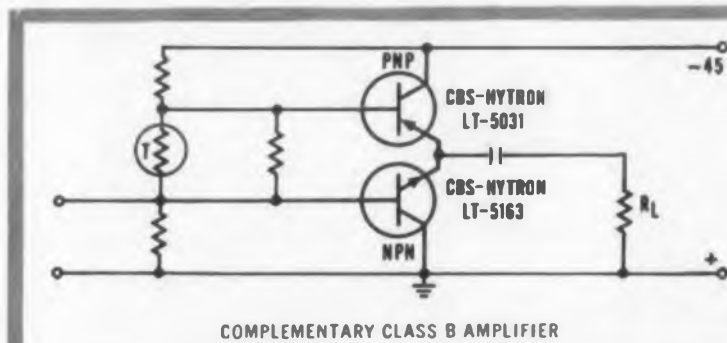 PNP
-45
CBS-HYTRON
LT-5031
T
CBS-HYTRON
LT-5163
RL
NPN
+
COMPLEMENTARY CLASS B AMPLIFIER